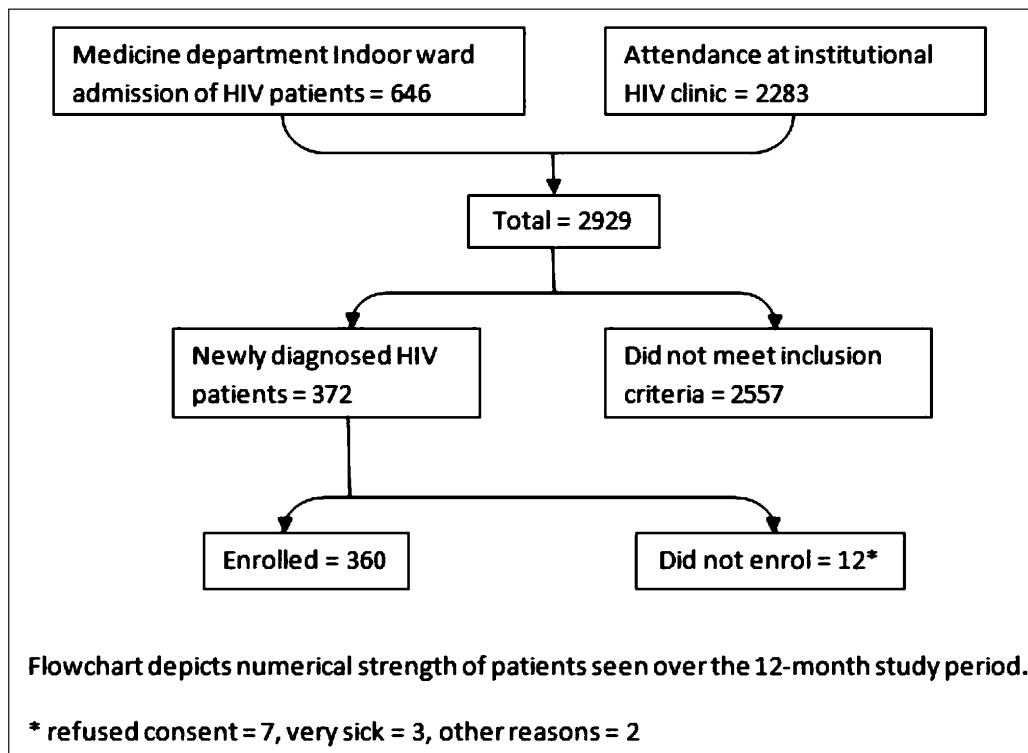 Medicine department Indoor ward
admission of HIV patients = 646
Attendance at institutional
HIV clinic = 2283
Total = 2929
Newly diagnosed HIV
patients = 372
Did not meet inclusion
criteria = 2557
Enrolled = 360
Did not enrol = 12*
Flowchart depicts numerical strength of patients seen over the 12-month study period.
* refused consent = 7, very sick = 3, other reasons = 2